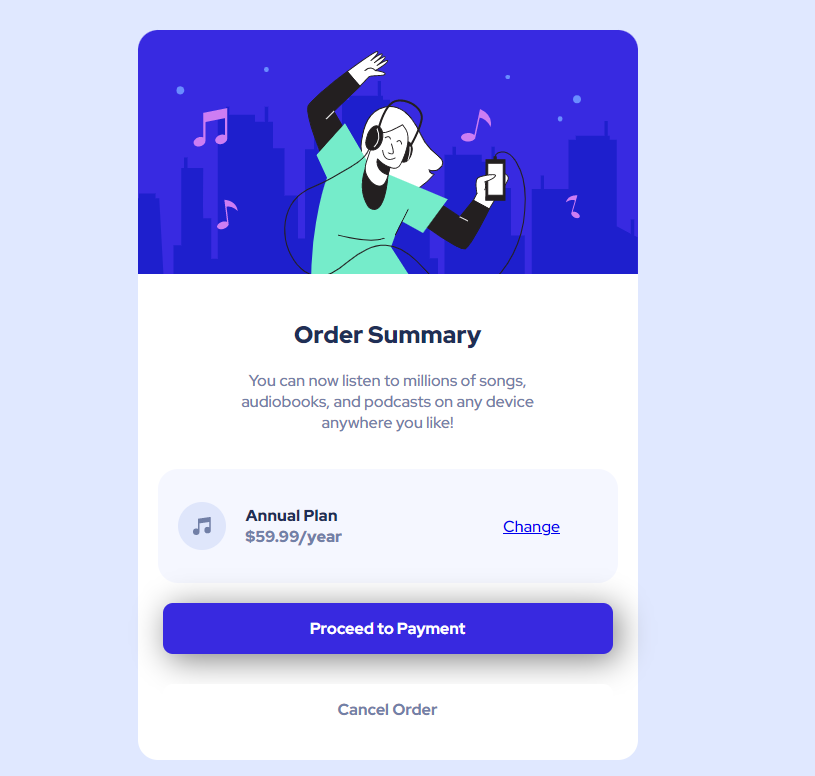 Order Summary
You can now listen to millions of songs,
audiobooks, and podcasts on any device
anywhere you like!
Annual Plan
$59.99/year
Change
Proceed to Payment
Cancel Order